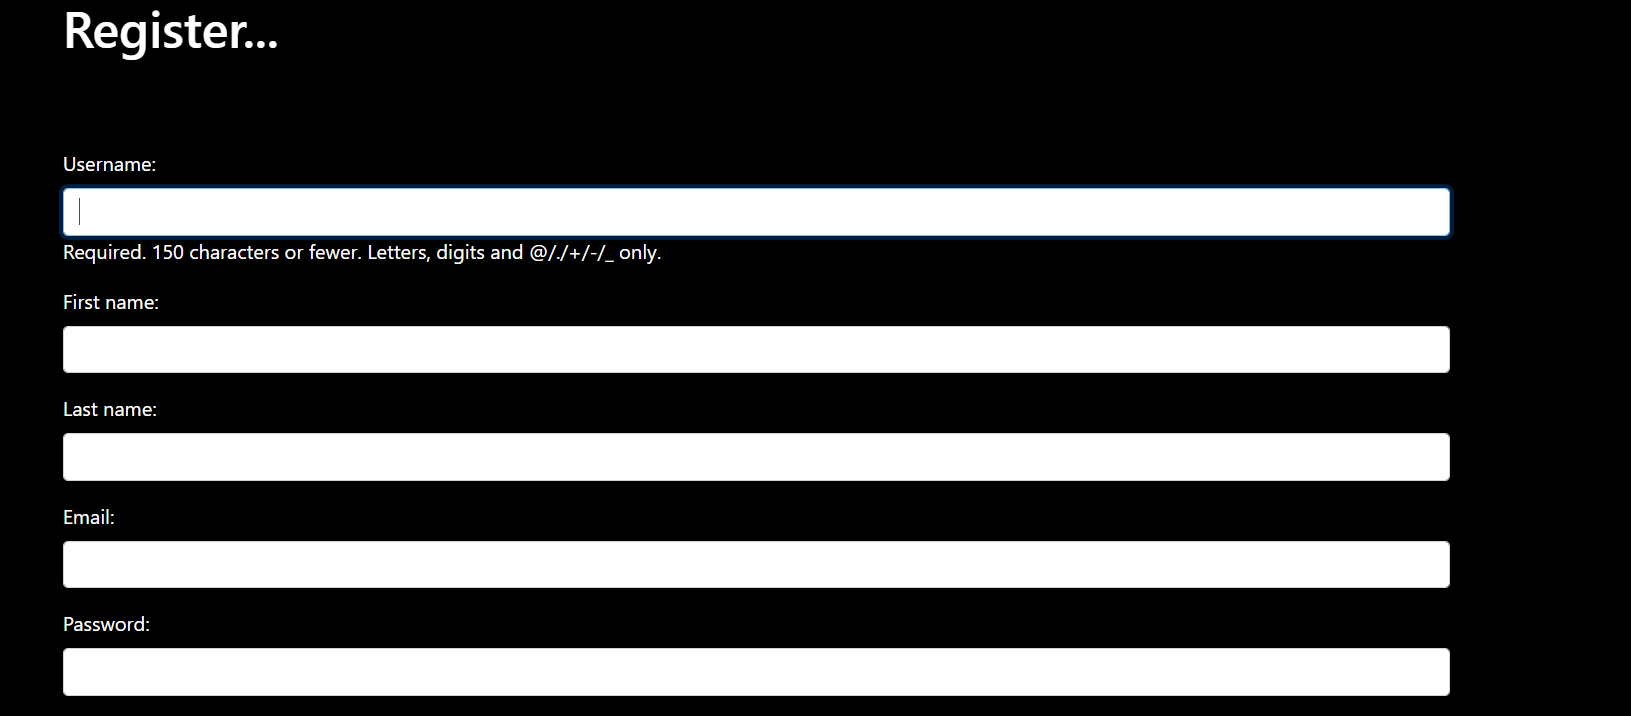 Register...
Username:
Required. 150 characters or fewer. Letters, digits and @/./+/-/_ only.
First name:
Last name:
Email:
Password: